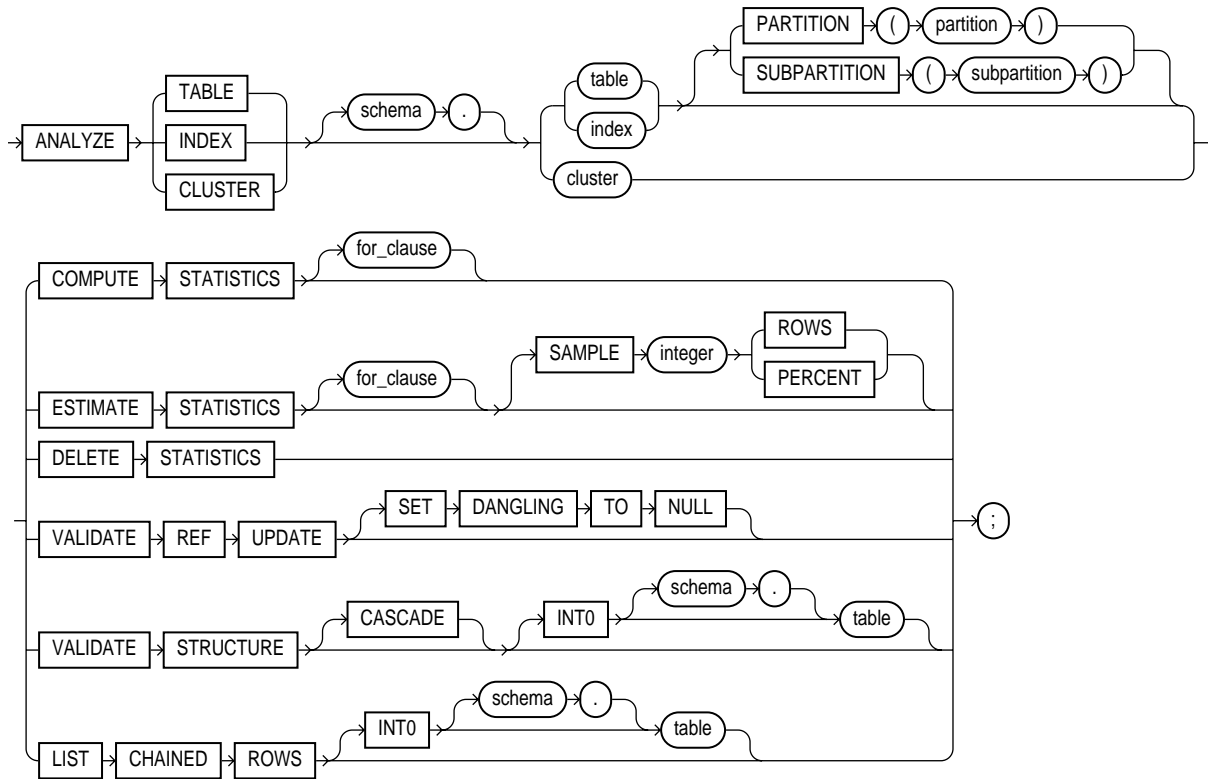 PARTITION ( partition )
SUBPARTITION ( subpartition )
TABLE
INDEX
CLUSTER
ANALYZE
schema .
table
index
cluster
for_clause
COMPUTE STATISTICS
ROWS
PERCENT
SAMPLE integer
for_clause
ESTIMATE STATISTICS
DELETE STATISTICS
SET DANGLING TO NULL
VALIDATE REF UPDATE
;
schema .
CASCADE INT0 table
VALIDATE STRUCTURE
schema .
INT0 table
LIST CHAINED ROWS